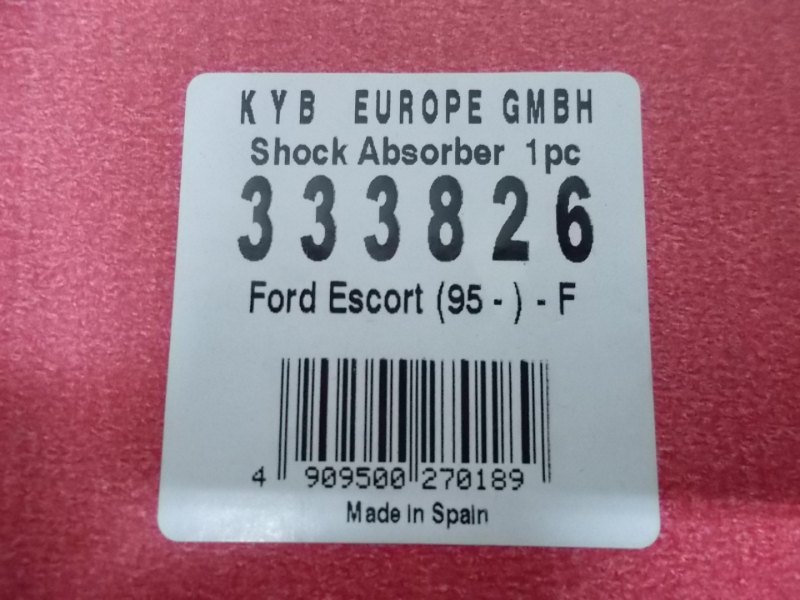 KYB EUROPE GMBH
Shock Absorber 1pc
333826
Ford Escort (95 - ) - F
4 909500 270189
Made in Spain